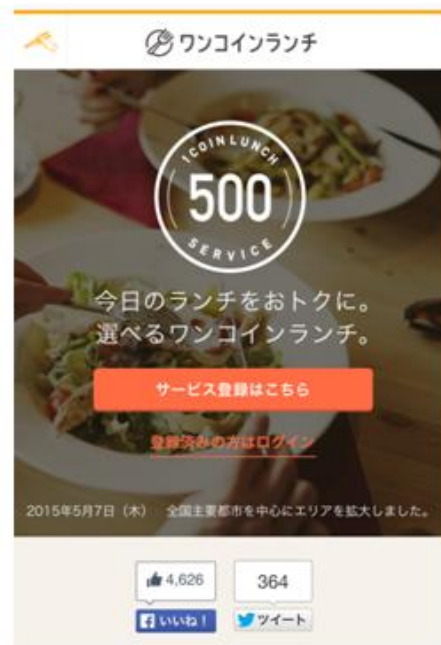 ワンコインランチ
1COIN LUNCH
500
SERVICE
今日のランチをおトクに。
選べるワンコインランチ。
サービス登録はこちら
登録済みの方はログイン
2015年5月7日（木） 全国主要都市を中心にエリアを拡大しました。
4,626
364
いいね！
ツイート